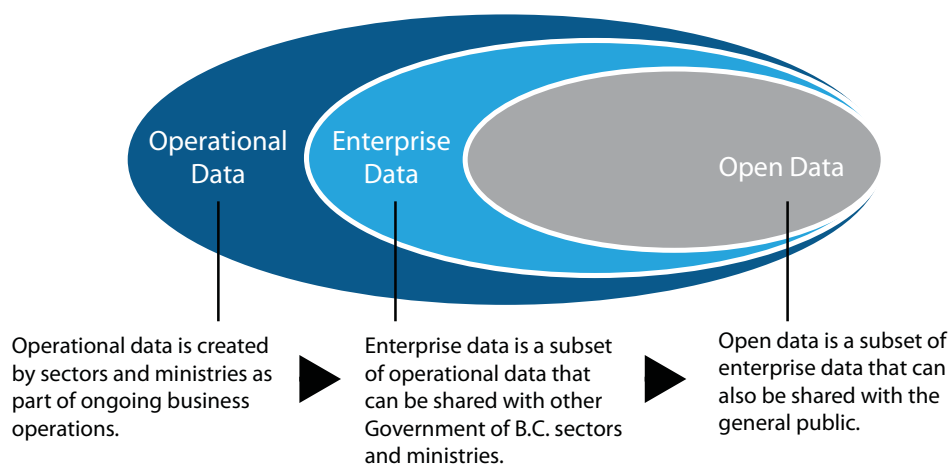 Operational
Data
Enterprise
Data
Open Data
Operational data is created
by sectors and ministries as
part of ongoing business
operations.
Enterprise data is a subset
of operational data that
can be shared with other
Government of B.C. sectors
and ministries.
Open data is a subset of
enterprise data that can
also be shared with the
general public.